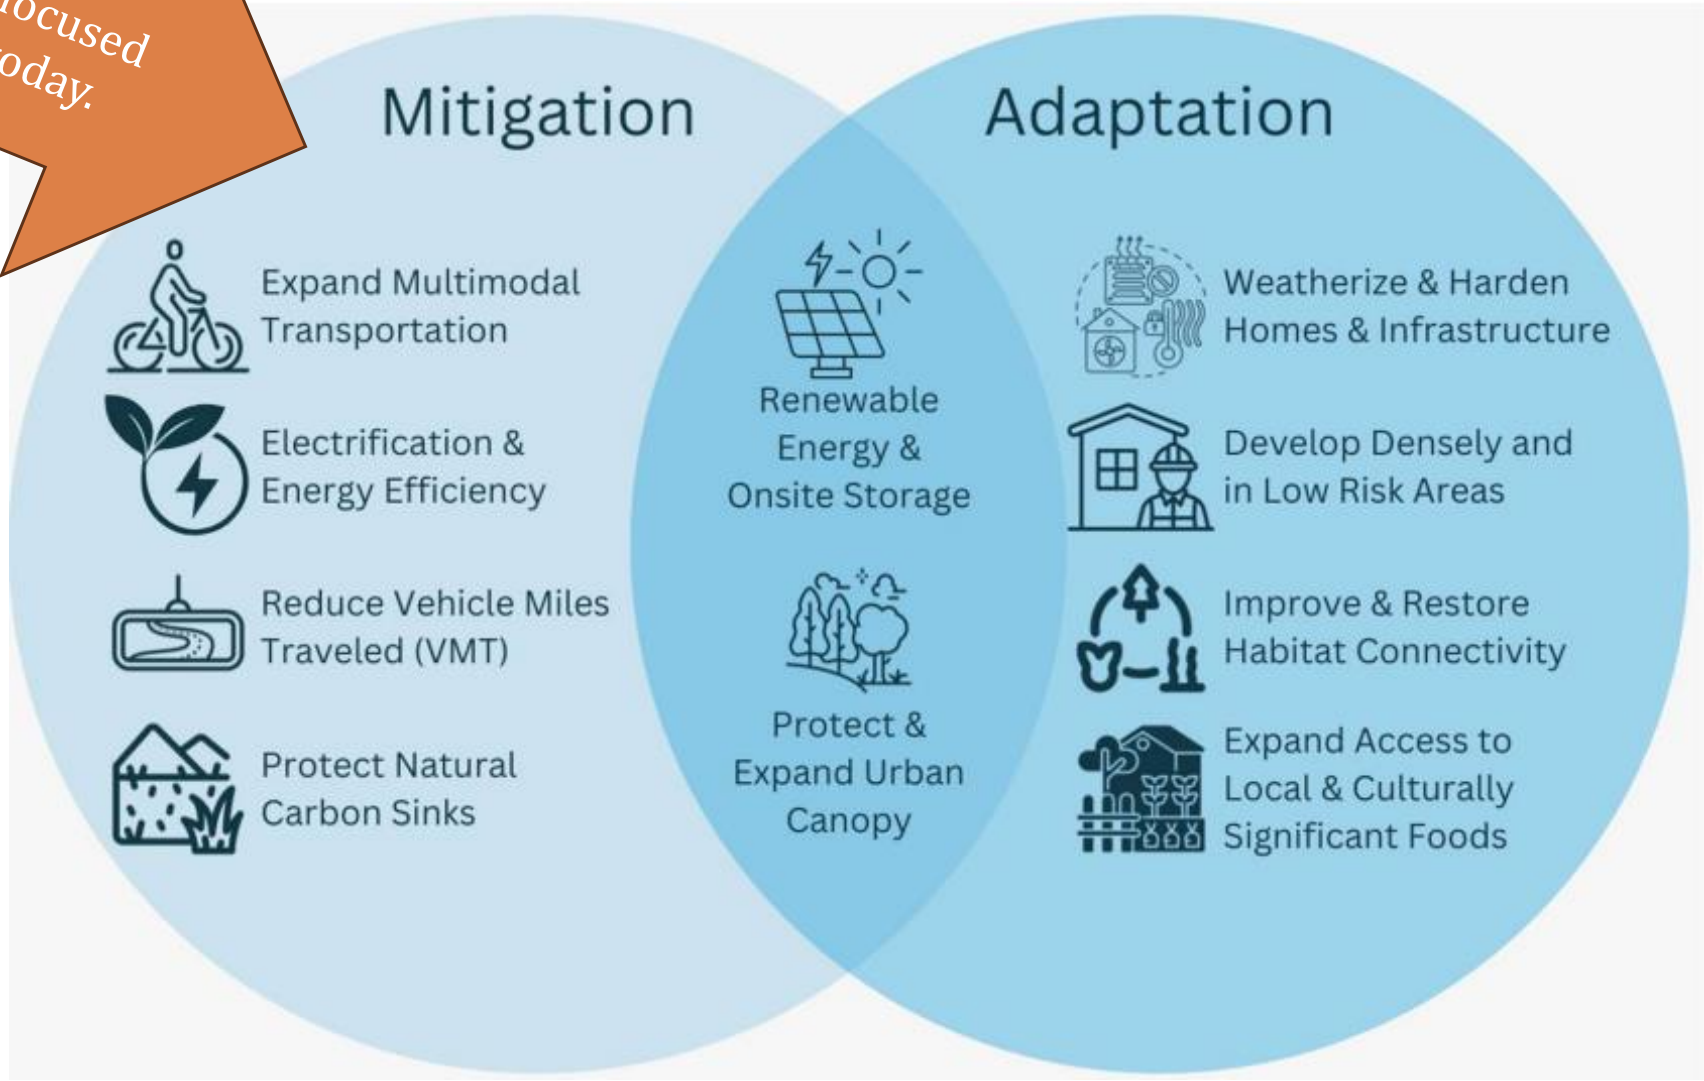 focused
today.
Mitigation
Expand Multimodal
Transportation
Electrification &
Energy Efficiency
Reduce Vehicle Miles
Traveled (VMT)
Protect Natural
Carbon Sinks
Renewable
Energy &
Onsite Storage
Protect &
Expand Urban
Canopy
Adaptation
Weatherize & Harden
Homes & Infrastructure
Develop Densely and
in Low Risk Areas
Improve & Restore
Habitat Connectivity
Expand Access to
Local & Culturally
Significant Foods